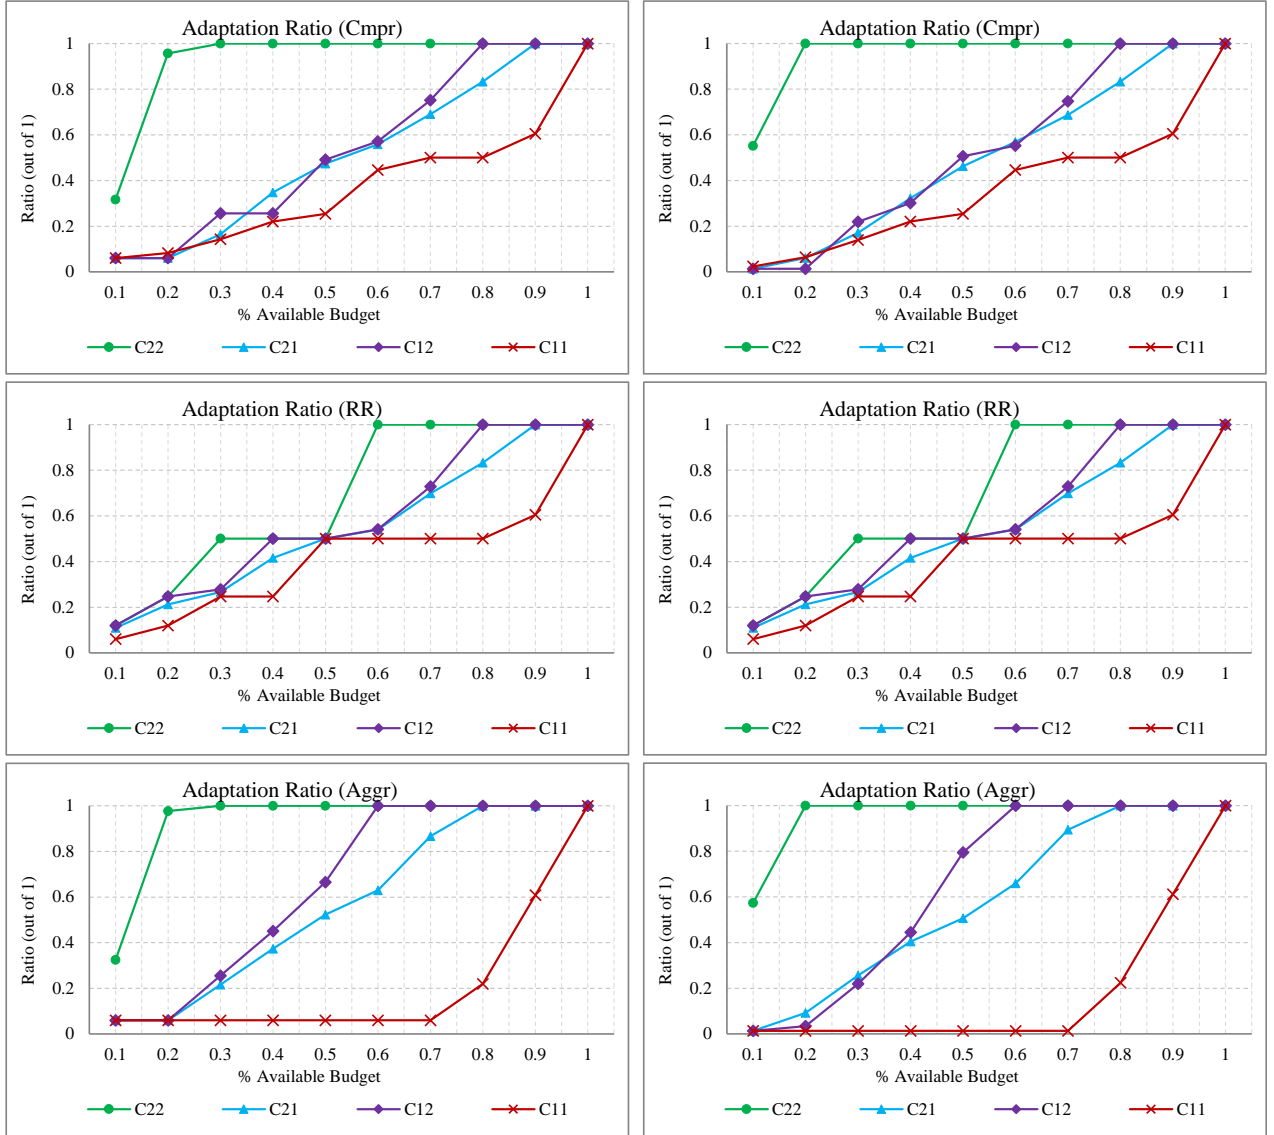 Adaptation Ratio (Cmpr)
1
0.8
0.6
0.4
0.2
0
Ratio (out of 1)
0.1 0.2 0.3 0.4 0.5 0.6 0.7 0.8 0.9 1
% Available Budget
C22 C21 C12 C11
Adaptation Ratio (Cmpr)
1
0.8
0.6
0.4
0.2
0
Ratio (out of 1)
0.1 0.2 0.3 0.4 0.5 0.6 0.7 0.8 0.9 1
% Available Budget
C22 C21 C12 C11
Adaptation Ratio (RR)
1
0.8
0.6
0.4
0.2
0
Ratio (out of 1)
0.1 0.2 0.3 0.4 0.5 0.6 0.7 0.8 0.9 1
% Available Budget
C22 C21 C12 C11
Adaptation Ratio (RR)
1
0.8
0.6
0.4
0.2
0
Ratio (out of 1)
0.1 0.2 0.3 0.4 0.5 0.6 0.7 0.8 0.9 1
% Available Budget
C22 C21 C12 C11
Adaptation Ratio (Aggr)
1
0.8
0.6
0.4
0.2
0
Ratio (out of 1)
0.1 0.2 0.3 0.4 0.5 0.6 0.7 0.8 0.9 1
% Available Budget
C22 C21 C12 C11
Adaptation Ratio (Aggr)
1
0.8
0.6
0.4
0.2
0
Ratio (out of 1)
0.1 0.2 0.3 0.4 0.5 0.6 0.7 0.8 0.9 1
% Available Budget
C22 C21 C12 C11